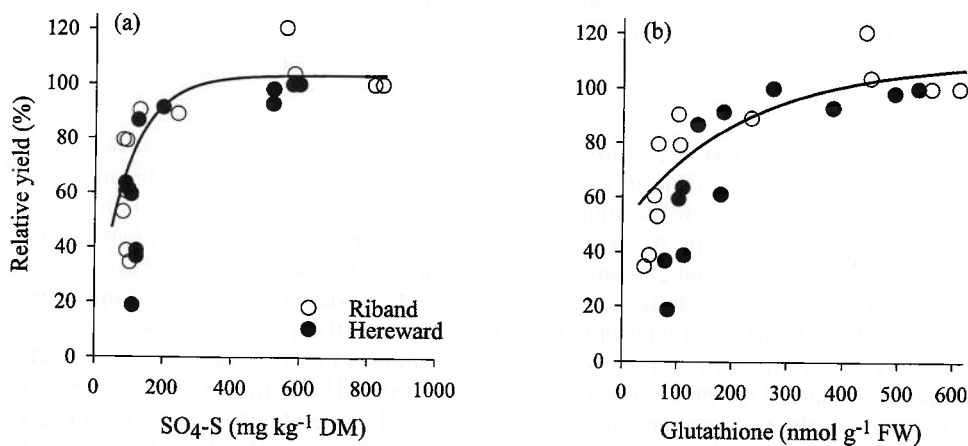 (a)
120
100
80
60
40
20
0
Relative yield (%)
Riband
Hereward
0 200 400 600 800 1000
SO₄-S (mg kg⁻¹ DM)
(b)
120
100
80
60
40
20
0
0 100 200 300 400 500 600
Glutathione (nmol g⁻¹ FW)